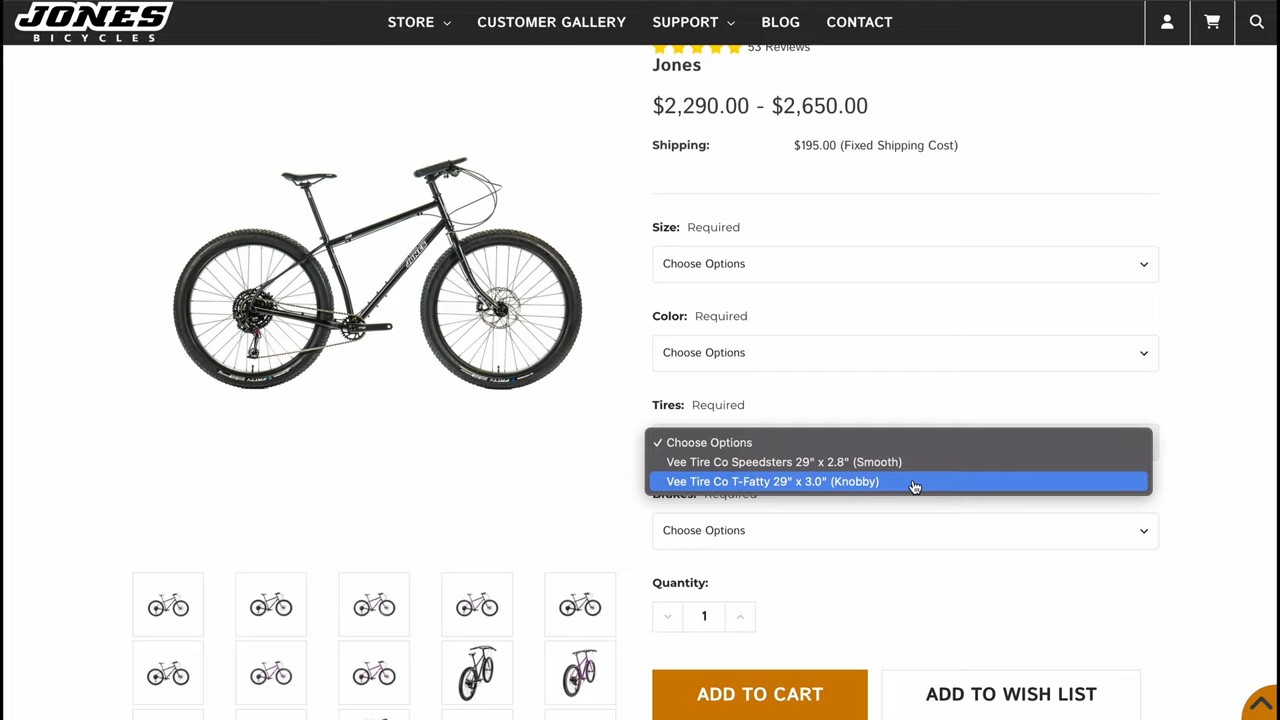 JONES
BICYCLES
STORE
CUSTOMER GALLERY
SUPPORT
BLOG
CONTACT
53 Reviews
Jones
$2,290.00 - $2,650.00
Shipping: $195.00 (Fixed Shipping Cost)
Size: Required
Choose Options
Color: Required
Choose Options
Tires: Required
✓ Choose Options
Vee Tire Co Speedsters 29" x 2.8" (Smooth)
Vee Tire Co T-Fatty 29" x 3.0" (Knobby)
Brakes: Required
Choose Options
Quantity:
1
ADD TO CART
ADD TO WISH LIST
JONES